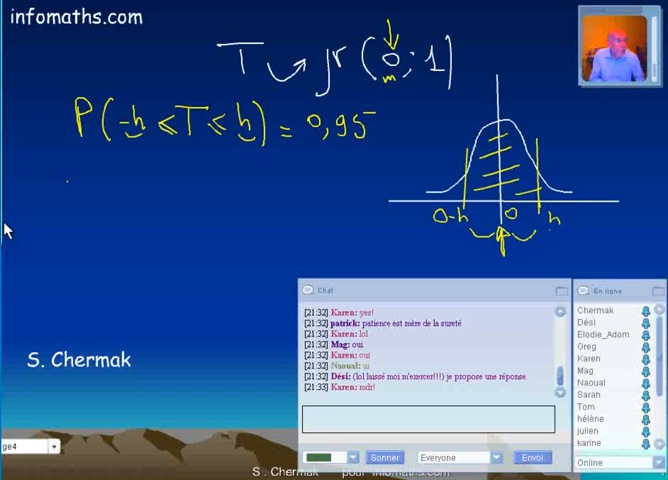 infomaths.com
T ↪ N(0;1)
m
P(-h ≤ T ≤ h) = 0,95
0-h 0 h
S. Chermak
Chat
[21:32] Karen: yes!
[21:32] patrick: patience est mère de la sureté
[21:32] Karen: lol
[21:32] Mag: oui
[21:32] Karen: oui
[21:32] Naoual: ui
[21:32] Dési: (lol laissé moi m'exercer!!!) je propose une réponse
[21:33] Karen: mdr!
Sonner Everyone Envoi
En ligne
Chermak
Dési
Elodie_Adom
Greg
Karen
Mag
Naoual
Sarah
Tom
hélène
julien
karine
Online
ge4
S . Chermak pour infomaths.com